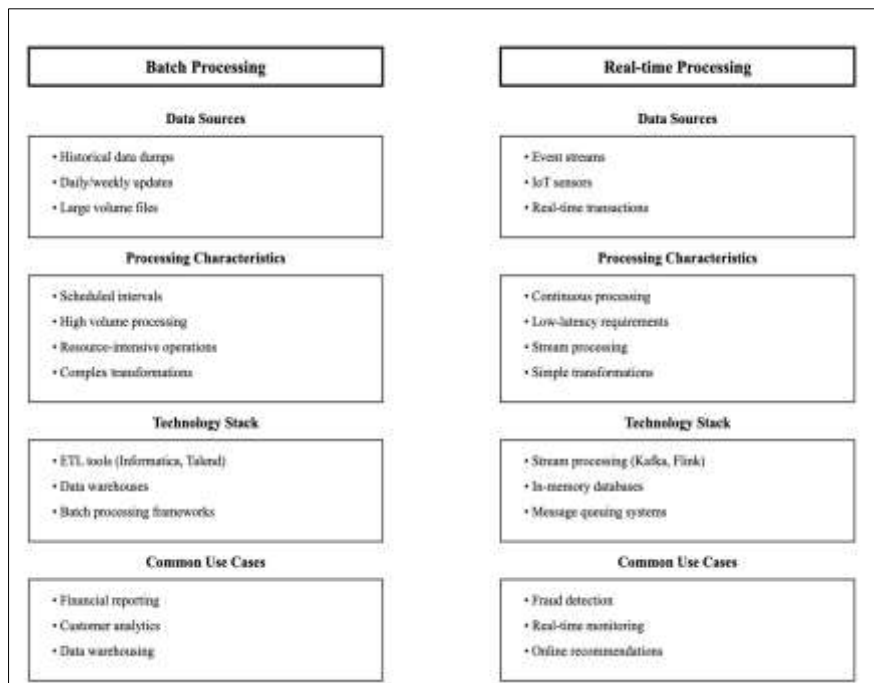 Batch Processing
Data Sources
• Historical data dumps
• Daily/weekly updates
• Large volume files
Processing Characteristics
• Scheduled intervals
• High volume processing
• Resource-intensive operations
• Complex transformations
Technology Stack
• ETL tools (Informatica, Talend)
• Data warehouses
• Batch processing frameworks
Common Use Cases
• Financial reporting
• Customer analytics
• Data warehousing
Real-time Processing
Data Sources
• Event streams
• IoT sensors
• Real-time transactions
Processing Characteristics
• Continuous processing
• Low-latency requirements
• Stream processing
• Simple transformations
Technology Stack
• Stream processing (Kafka, Flink)
• In-memory databases
• Message queuing systems
Common Use Cases
• Fraud detection
• Real-time monitoring
• Online recommendations